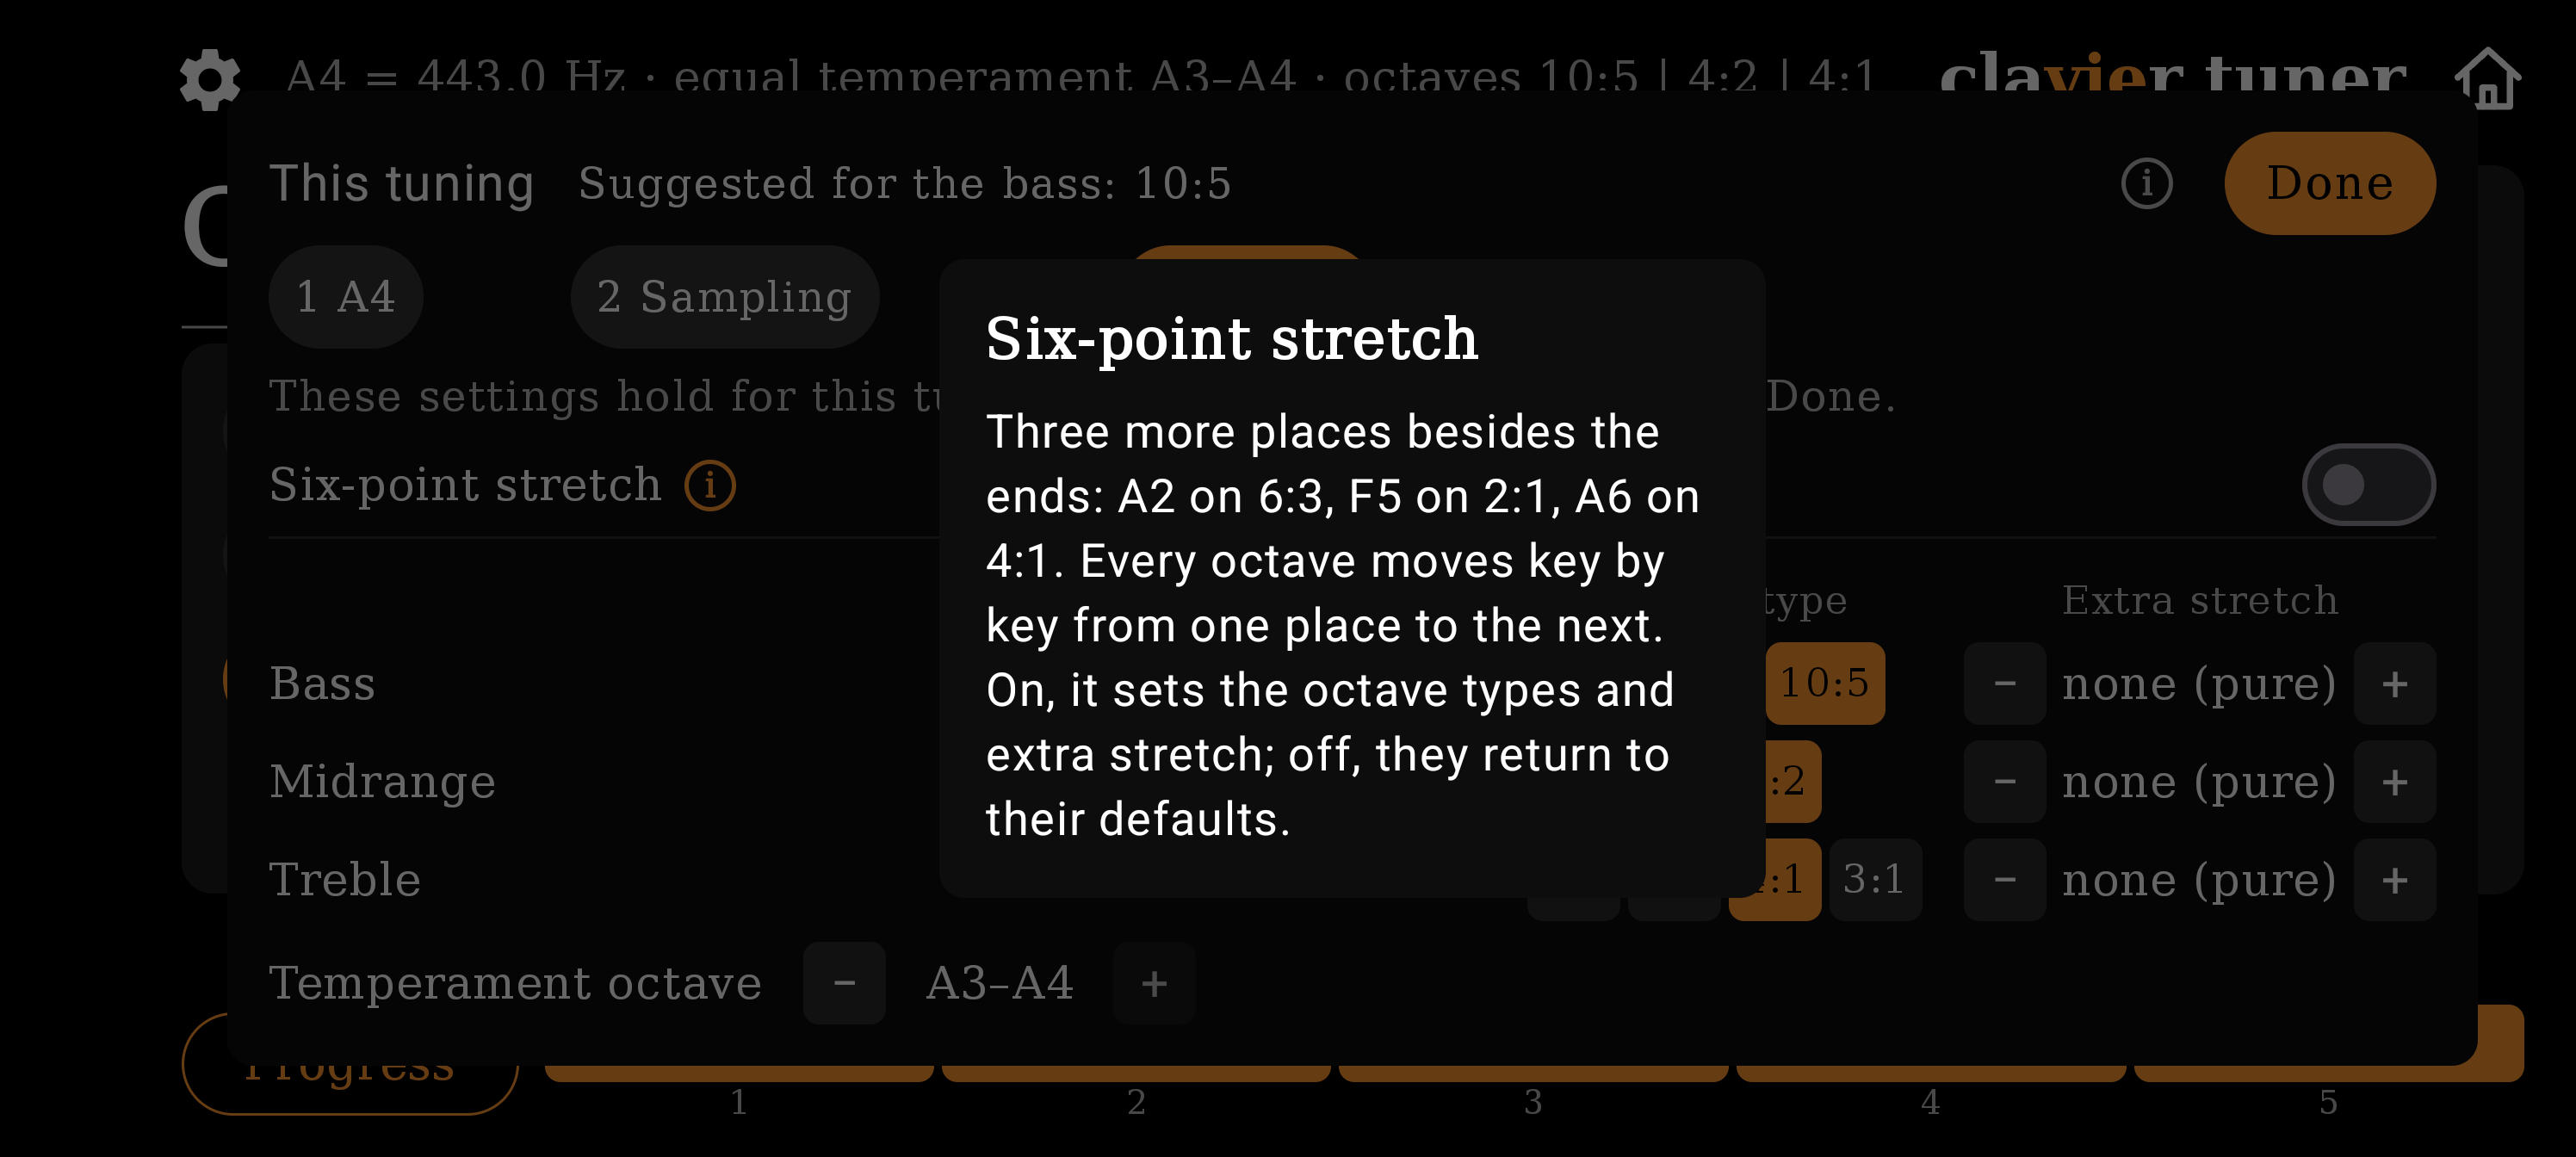 A4 = 443.0 Hz · equal temperament A3–A4 · octaves 10:5 | 4:2 | 4:1
clavier tuner
This tuning
Suggested for the bass: 10:5
i
Done
1 A4
2 Sampling
These settings hold for this
Done.
Six-point stretch i
Six-point stretch
Three more places besides the
ends: A2 on 6:3, F5 on 2:1, A6 on
4:1. Every octave moves key by
key from one place to the next.
On, it sets the octave types and
extra stretch; off, they return to
their defaults.
type
Extra stretch
Bass
10:5
− none (pure) +
Midrange
:2
− none (pure) +
Treble
:1
3:1
− none (pure) +
Temperament octave − A3–A4 +
Progress
1
2
3
4
5